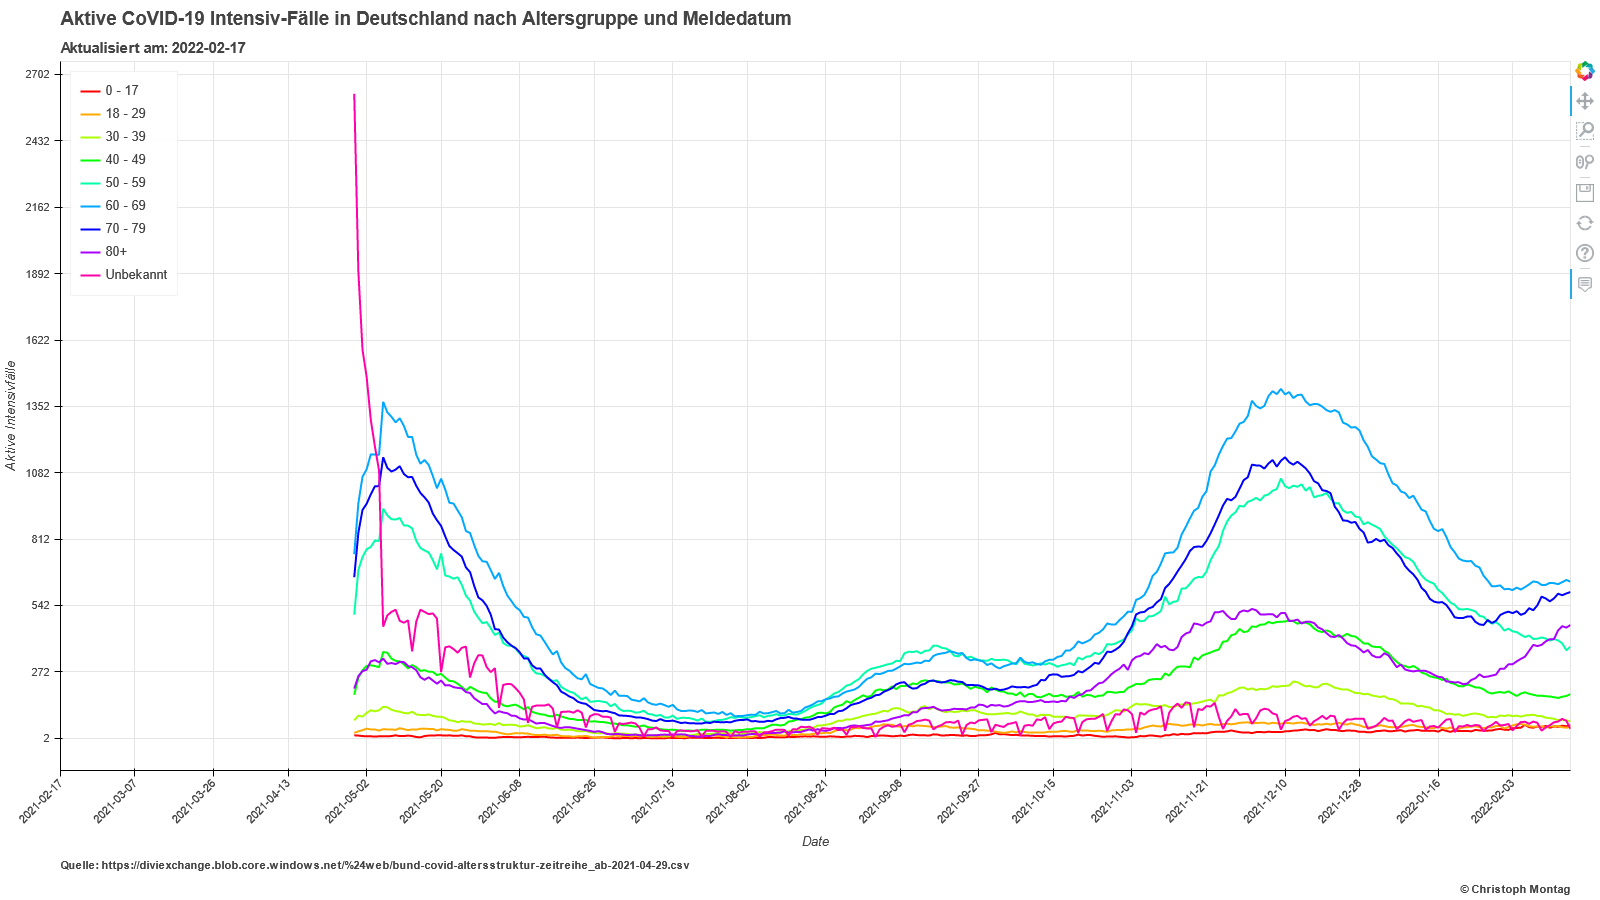 Aktive CoVID-19 Intensiv-Fälle in Deutschland nach Altersgruppe und Meldedatum
Aktualisiert am: 2022-02-17
0 - 17
18 - 29
30 - 39
40 - 49
50 - 59
60 - 69
70 - 79
80+
Unbekannt
2702
2432
2162
1892
1622
1352
1082
812
542
272
2
Aktive Intensivfälle
2021-02-17
2021-03-07
2021-03-26
2021-04-13
2021-05-02
2021-05-20
2021-06-08
2021-06-26
2021-07-15
2021-08-02
2021-08-21
2021-09-08
2021-09-27
2021-10-15
2021-11-03
2021-11-21
2021-12-10
2021-12-28
2022-01-16
2022-02-03
Date
Quelle: https://diviexchange.blob.core.windows.net/%24web/bund-covid-altersstruktur-zeitreihe_ab-2021-04-29.csv
© Christoph Montag